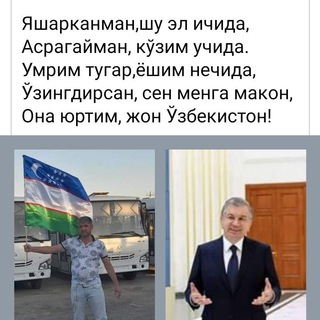 Яшарканман,шу эл ичида,
Асрагайман, кўзим учида.
Умрим тугар,ёшим нечида,
Ўзингдирсан, сен менга макон,
Она юртим, жон Ўзбекистон!